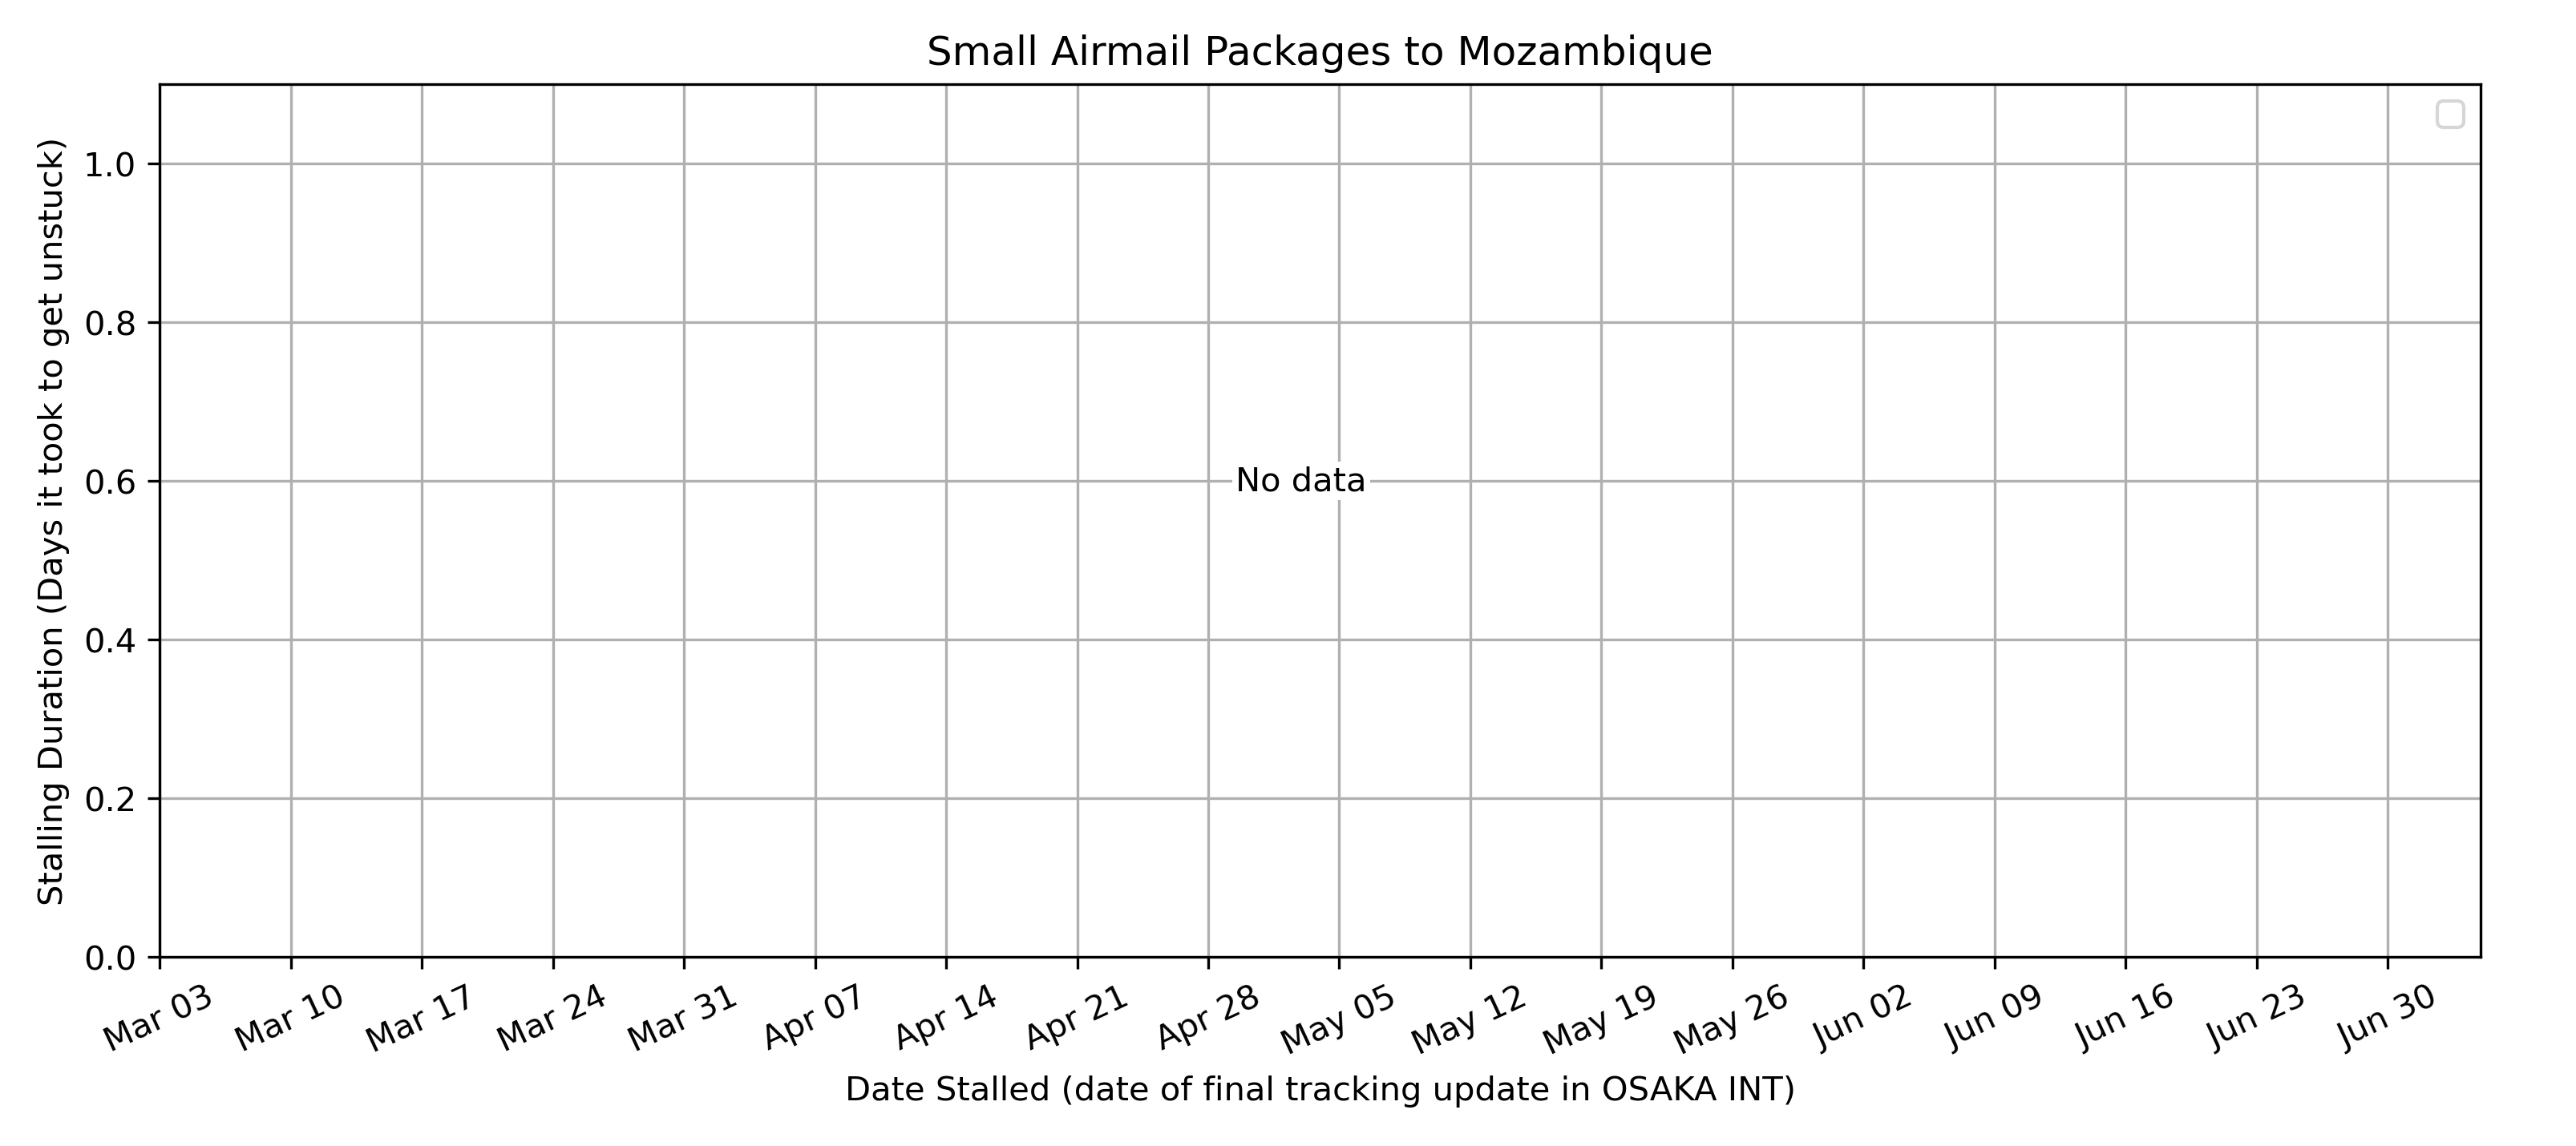 Small Airmail Packages to Mozambique
Stalling Duration (Days it took to get unstuck)
1.0
0.8
0.6
0.4
0.2
0.0
No data
Mar 03
Mar 10
Mar 17
Mar 24
Mar 31
Apr 07
Apr 14
Apr 21
Apr 28
May 05
May 12
May 19
May 26
Jun 02
Jun 09
Jun 16
Jun 23
Jun 30
Date Stalled (date of final tracking update in OSAKA INT)